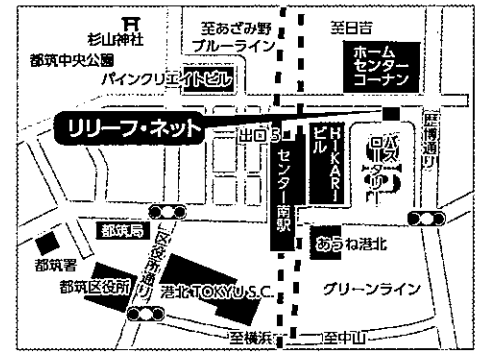 杉山神社
都筑中央公園
至あざみ野
ブルーライン
至日吉
ホーム
センター
コーナン
パインクリエイトビル
リリーフ・ネット
出口5
センター南駅
HIKARI
ビル
バス
ロータリー
歴博通り
都筑局
都筑署
都筑区役所
区役所通り
港北TOKYU S.C.
あうね港北
グリーンライン
至横浜
至中山